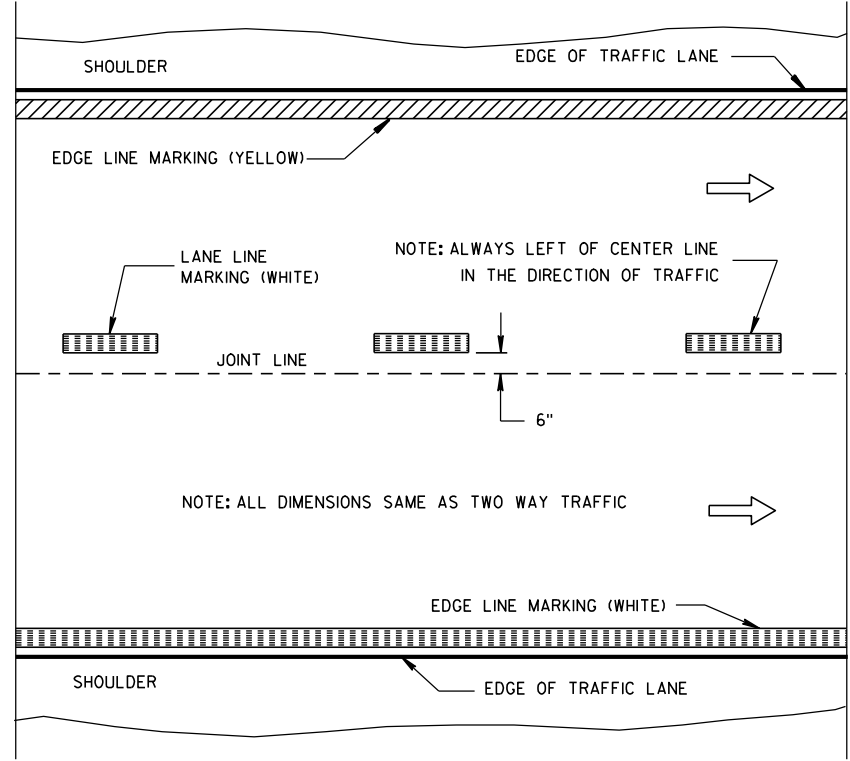 EDGE OF TRAFFIC LANE
SHOULDER
EDGE LINE MARKING (YELLOW)
LANE LINE
MARKING (WHITE)
NOTE: ALWAYS LEFT OF CENTER LINE
IN THE DIRECTION OF TRAFFIC
JOINT LINE
6"
NOTE: ALL DIMENSIONS SAME AS TWO WAY TRAFFIC
EDGE LINE MARKING (WHITE)
SHOULDER
EDGE OF TRAFFIC LANE